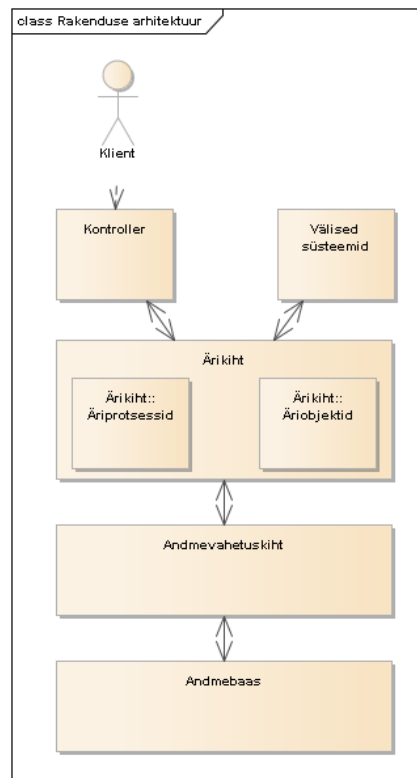 class Rakenduse arhitektuur
Klient
Kontroller
Välised
süsteemid
Ärikiht
Ärikiht::
Äriprotsessid
Ärikiht::
Äriobjektid
Andmevahetuskiht
Andmebaas